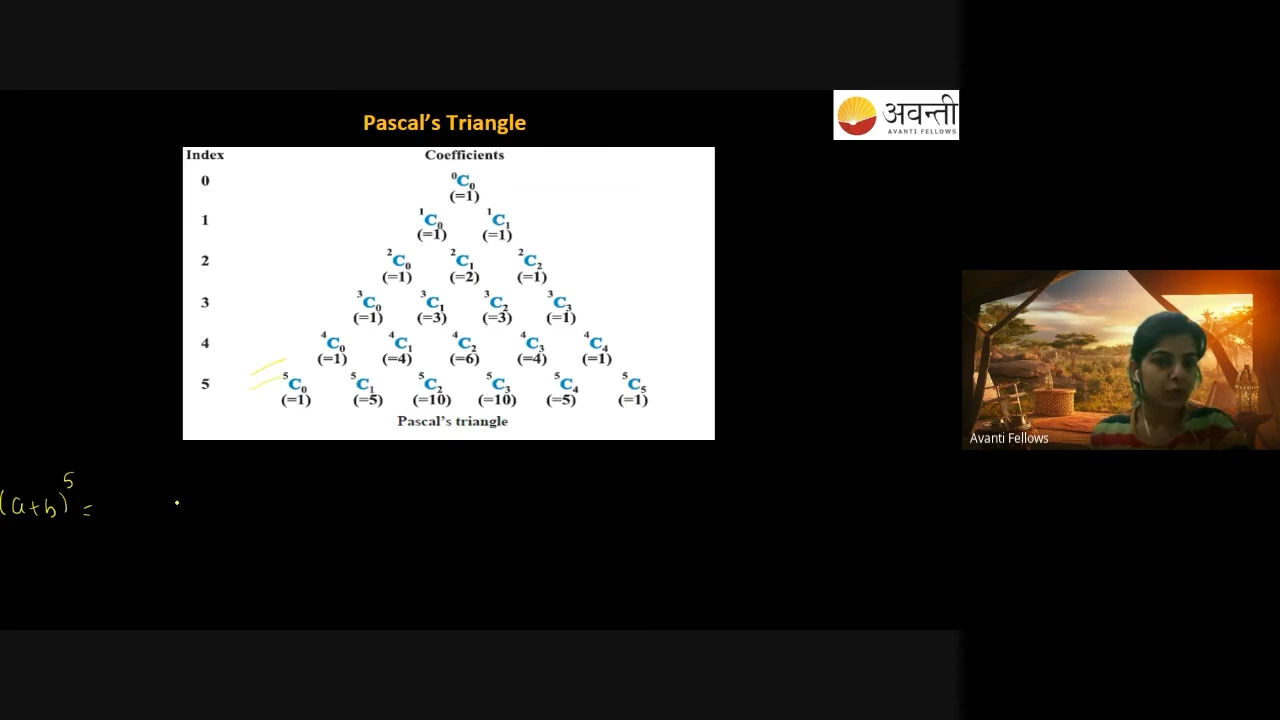 Pascal's Triangle
अवन्ती
AVANTI FELLOWS
Index Coefficients
0 ⁰C₀
(=1)
1 ¹C₀ ¹C₁
(=1) (=1)
2 ²C₀ ²C₁ ²C₂
(=1) (=2) (=1)
3 ³C₀ ³C₁ ³C₂ ³C₃
(=1) (=3) (=3) (=1)
4 ⁴C₀ ⁴C₁ ⁴C₂ ⁴C₃ ⁴C₄
(=1) (=4) (=6) (=4) (=1)
5 ⁵C₀ ⁵C₁ ⁵C₂ ⁵C₃ ⁵C₄ ⁵C₅
(=1) (=5) (=10) (=10) (=5) (=1)
Pascal's triangle
(a+b)⁵ =
Avanti Fellows